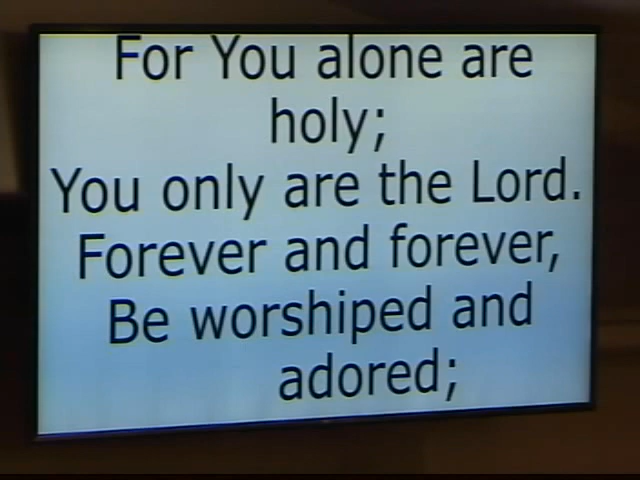 For You alone are
holy;
You only are the Lord.
Forever and forever,
Be worshiped and
adored;